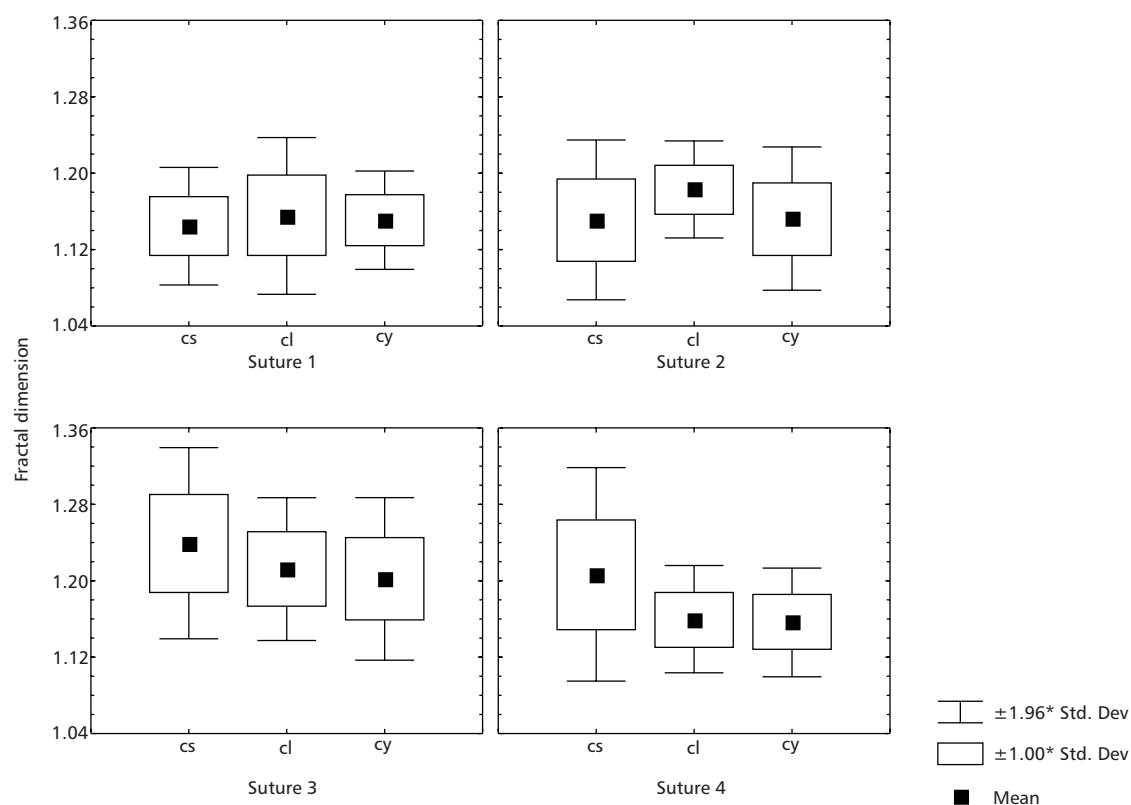 Fractal dimension
1.36
1.28
1.20
1.12
1.04
cs cl cy
Suture 1
cs cl cy
Suture 2
1.36
1.28
1.20
1.12
1.04
cs cl cy
Suture 3
cs cl cy
Suture 4
±1.96* Std. Dev
±1.00* Std. Dev
Mean